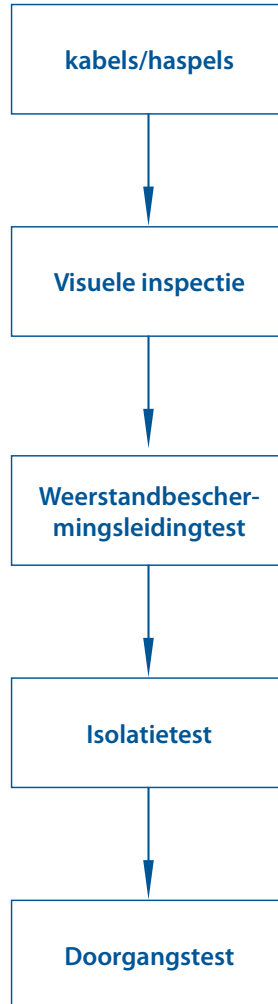 kabels/haspels
Visuele inspectie
Weerstandbescher-
mingsleidingtest
Isolatietest
Doorgangstest